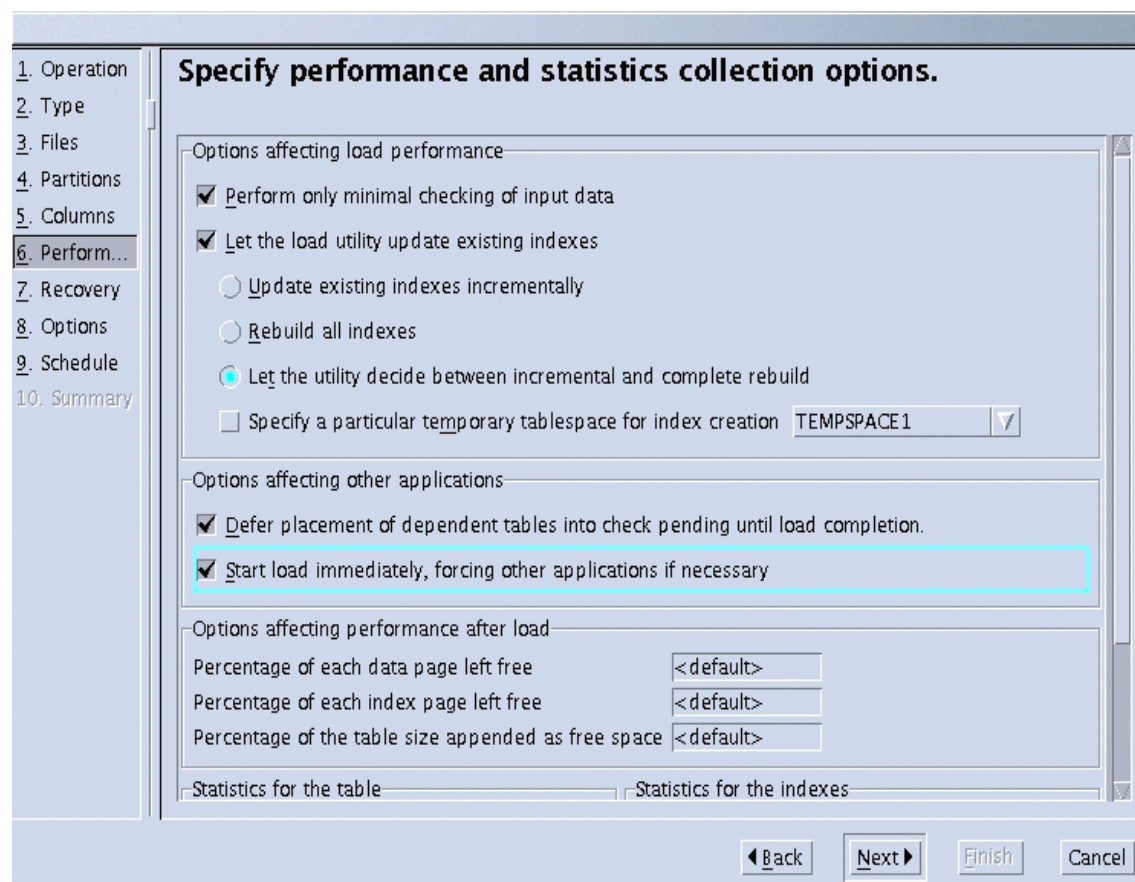 1. Operation
2. Type
3. Files
4. Partitions
5. Columns
6. Perform...
7. Recovery
8. Options
9. Schedule
10. Summary
Specify performance and statistics collection options.
Options affecting load performance
Perform only minimal checking of input data
Let the load utility update existing indexes
Update existing indexes incrementally
Rebuild all indexes
Let the utility decide between incremental and complete rebuild
Specify a particular temporary tablespace for index creation TEMPSPACE1
Options affecting other applications
Defer placement of dependent tables into check pending until load completion.
Start load immediately, forcing other applications if necessary
Options affecting performance after load
Percentage of each data page left free <default>
Percentage of each index page left free <default>
Percentage of the table size appended as free space <default>
Statistics for the table Statistics for the indexes
Back Next Finish Cancel